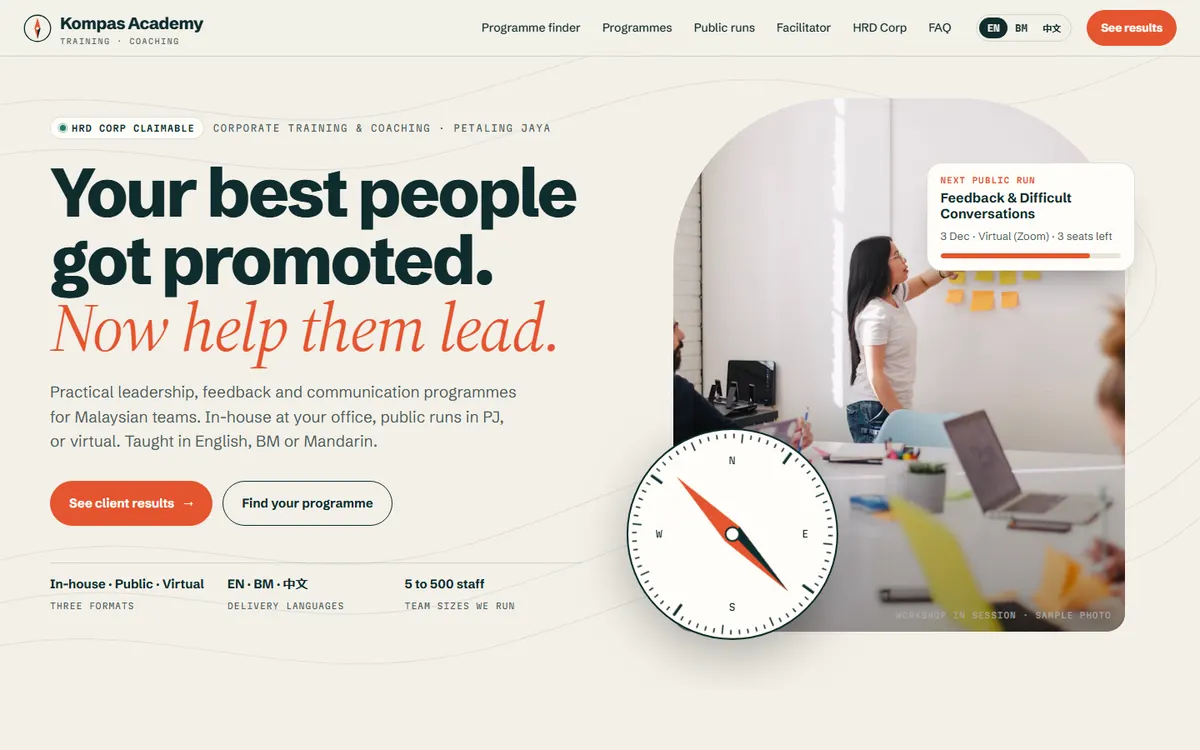 Kompas Academy
TRAINING · COACHING
Programme finder
Programmes
Public runs
Facilitator
HRD Corp
FAQ
EN
BM
中文
See results
HRD CORP CLAIMABLE
CORPORATE TRAINING & COACHING · PETALING JAYA
Your best people
got promoted.
Now help them lead.
Practical leadership, feedback and communication programmes
for Malaysian teams. In-house at your office, public runs in PJ,
or virtual. Taught in English, BM or Mandarin.
See client results →
Find your programme
In-house · Public · Virtual
THREE FORMATS
EN · BM · 中文
DELIVERY LANGUAGES
5 to 500 staff
TEAM SIZES WE RUN
NEXT PUBLIC RUN
Feedback & Difficult
Conversations
3 Dec · Virtual (Zoom) · 3 seats left
N
W
E
S
WORKSHOP IN SESSION · SAMPLE PHOTO